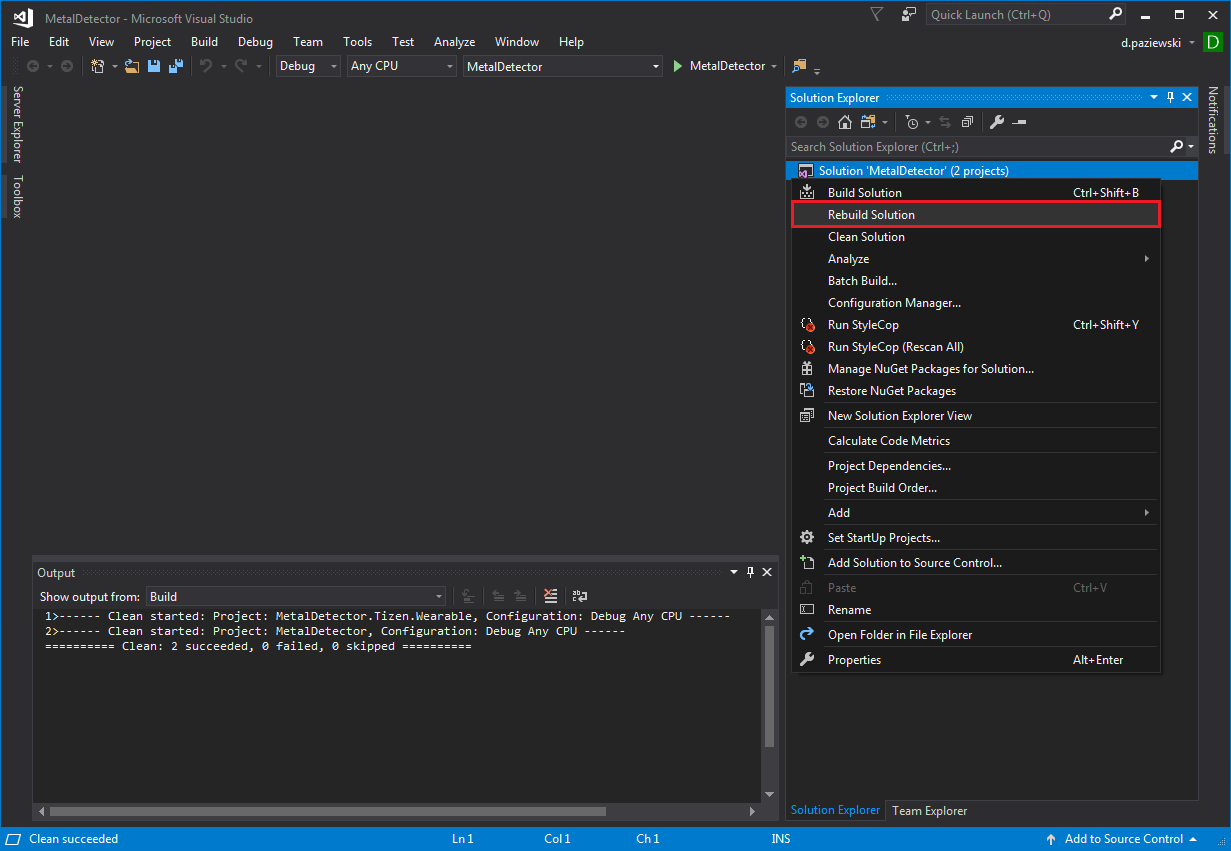 MetalDetector - Microsoft Visual Studio
Quick Launch (Ctrl+Q)
File Edit View Project Build Debug Team Tools Test Analyze Window Help
d.paziewski D
Debug Any CPU MetalDetector MetalDetector
Server Explorer
Toolbox
Notifications
Solution Explorer
Search Solution Explorer (Ctrl+;)
Solution 'MetalDetector' (2 projects)
Build Solution Ctrl+Shift+B
Rebuild Solution
Clean Solution
Analyze
Batch Build...
Configuration Manager...
Run StyleCop Ctrl+Shift+Y
Run StyleCop (Rescan All)
Manage NuGet Packages for Solution...
Restore NuGet Packages
New Solution Explorer View
Calculate Code Metrics
Project Dependencies...
Project Build Order...
Add
Set StartUp Projects...
Add Solution to Source Control...
Paste Ctrl+V
Rename
Open Folder in File Explorer
Properties Alt+Enter
Output
Show output from: Build
1>------ Clean started: Project: MetalDetector.Tizen.Wearable, Configuration: Debug Any CPU ------
2>------ Clean started: Project: MetalDetector, Configuration: Debug Any CPU ------
========== Clean: 2 succeeded, 0 failed, 0 skipped ==========
Solution Explorer Team Explorer
Clean succeeded Ln 1 Col 1 Ch 1 INS Add to Source Control